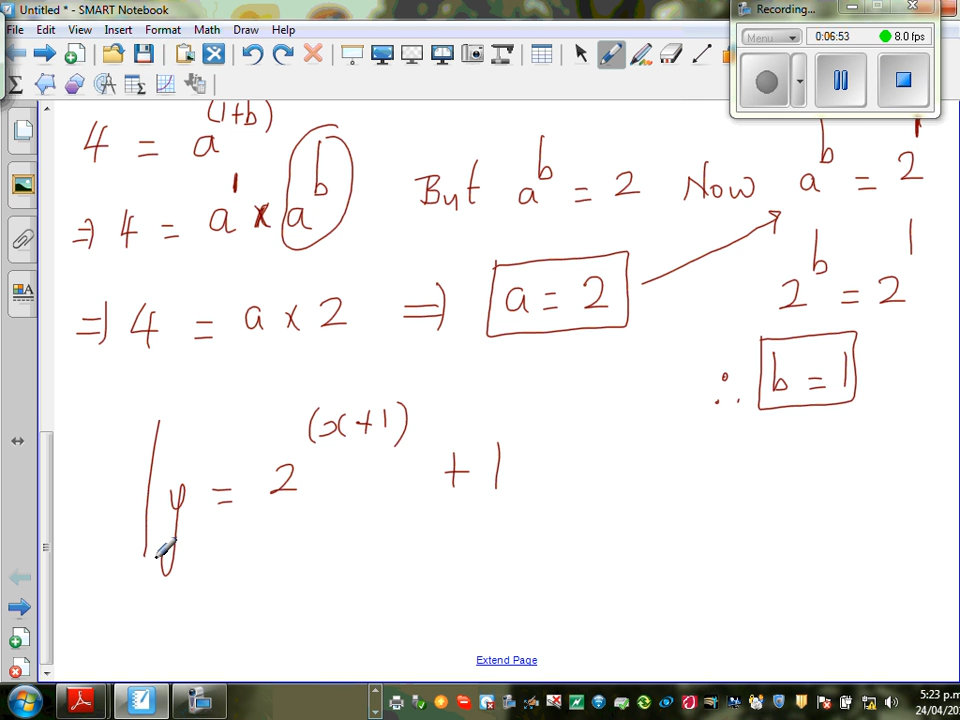 Untitled * - SMART Notebook
Recording...
File Edit View Insert Format Math Draw Help
Menu 0:06:53 8.0 fps
4 = a^(1+b)
⇒ 4 = a^1 × a^b But a^b = 2 Now a^b = 2^1
2^b = 2^1
⇒ 4 = a × 2 ⇒ a = 2
∴ b = 1
y = 2^(x+1) + 1
Extend Page
5:23 p.m
24/04/20